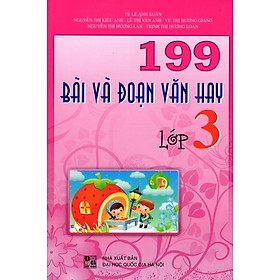 TS. LÊ ANH XUÂN
NGUYỄN THỊ KIỀU ANH - LÊ THỊ VÂN ANH - VŨ THỊ HƯƠNG GIANG
NGUYỄN THỊ HƯƠNG LAN - TRỊNH THỊ HƯƠNG LOAN
199
BÀI VÀ ĐOẠN VĂN HAY
LỚP 3
NHÀ XUẤT BẢN
ĐẠI HỌC QUỐC GIA HÀ NỘI